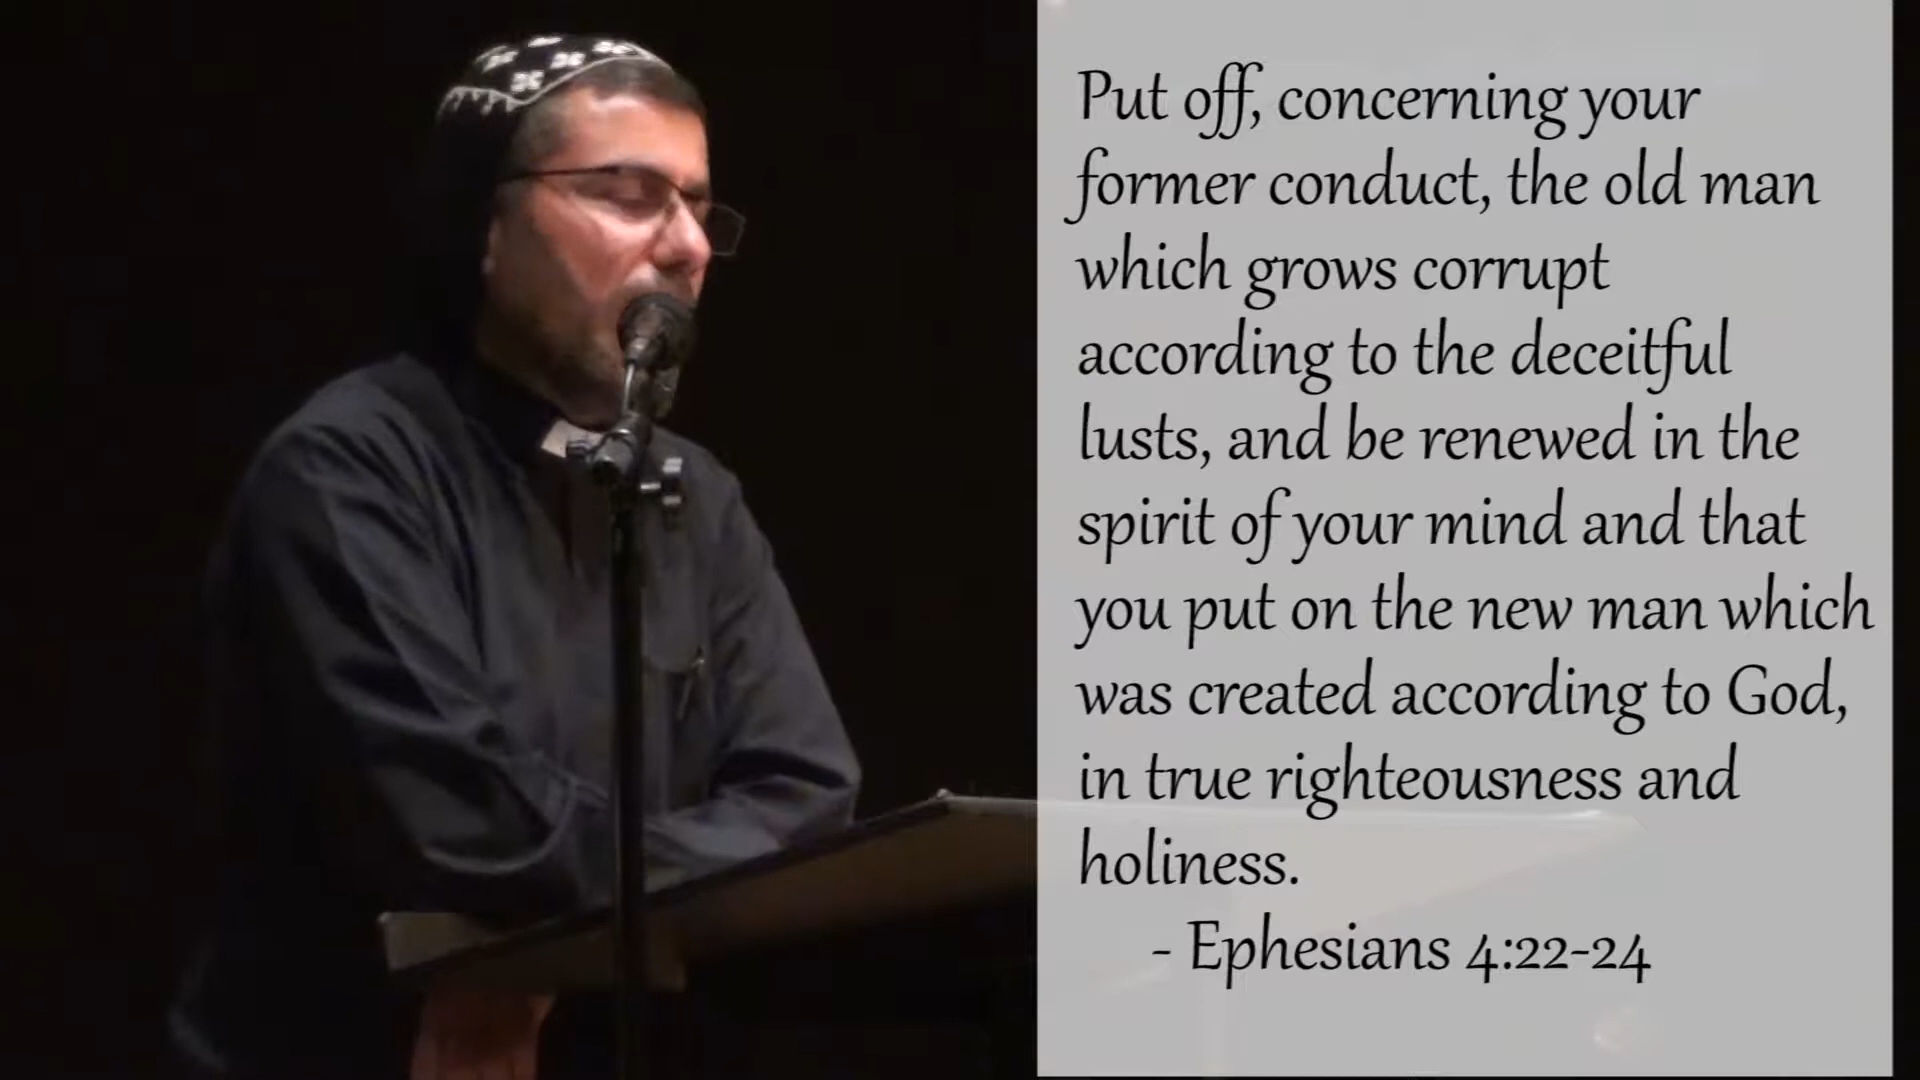 Put off, concerning your
former conduct, the old man
which grows corrupt
according to the deceitful
lusts, and be renewed in the
spirit of your mind and that
you put on the new man which
was created according to God,
in true righteousness and
holiness.
- Ephesians 4:22-24